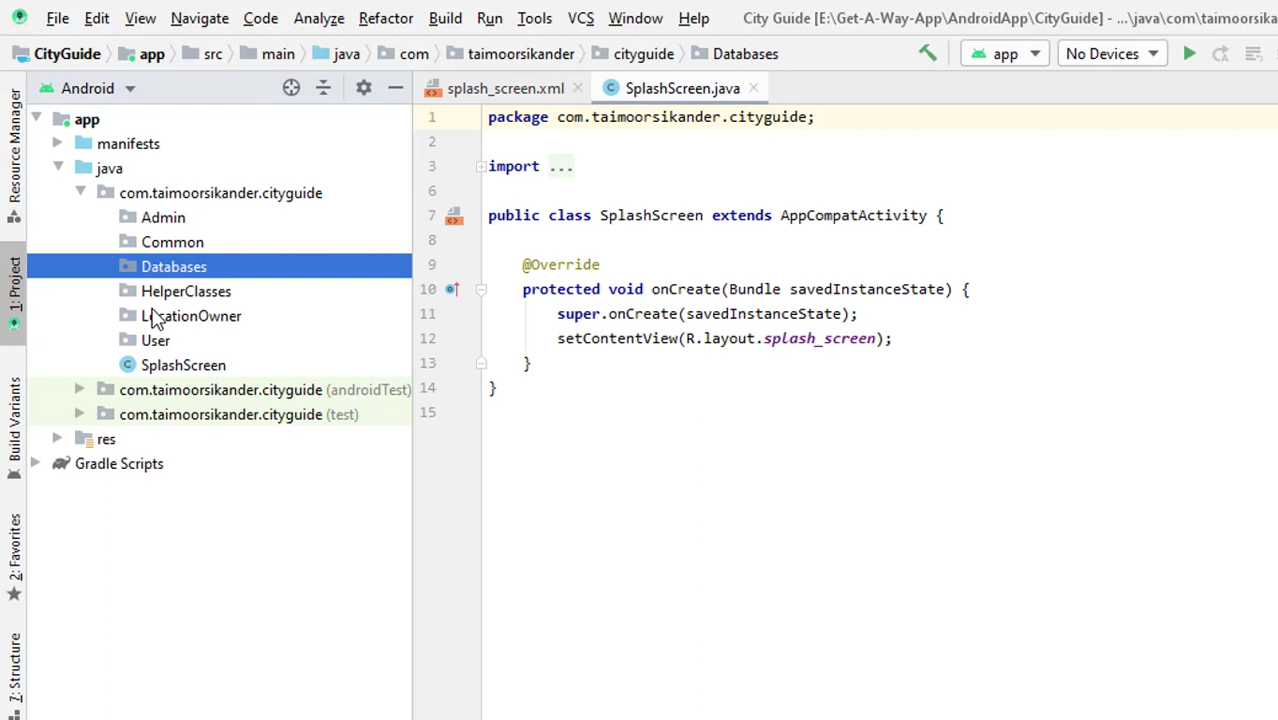 File Edit View Navigate Code Analyze Refactor Build Run Tools VCS Window Help City Guide [E:\Get-A-Way-App\AndroidApp\CityGuide] - ...\java\com\taimoorsika
CityGuide app src main java com taimoorsikander cityguide Databases app No Devices
Android splash_screen.xml SplashScreen.java
Resource Manager
1: Project
Build Variants
2: Favorites
7: Structure
app
manifests
java
com.taimoorsikander.cityguide
Admin
Common
Databases
HelperClasses
LocationOwner
User
SplashScreen
com.taimoorsikander.cityguide (androidTest)
com.taimoorsikander.cityguide (test)
res
Gradle Scripts
1 package com.taimoorsikander.cityguide;
2
3 import ...
6
7 public class SplashScreen extends AppCompatActivity {
8
9 @Override
10 protected void onCreate(Bundle savedInstanceState) {
11 super.onCreate(savedInstanceState);
12 setContentView(R.layout.splash_screen);
13 }
14 }
15